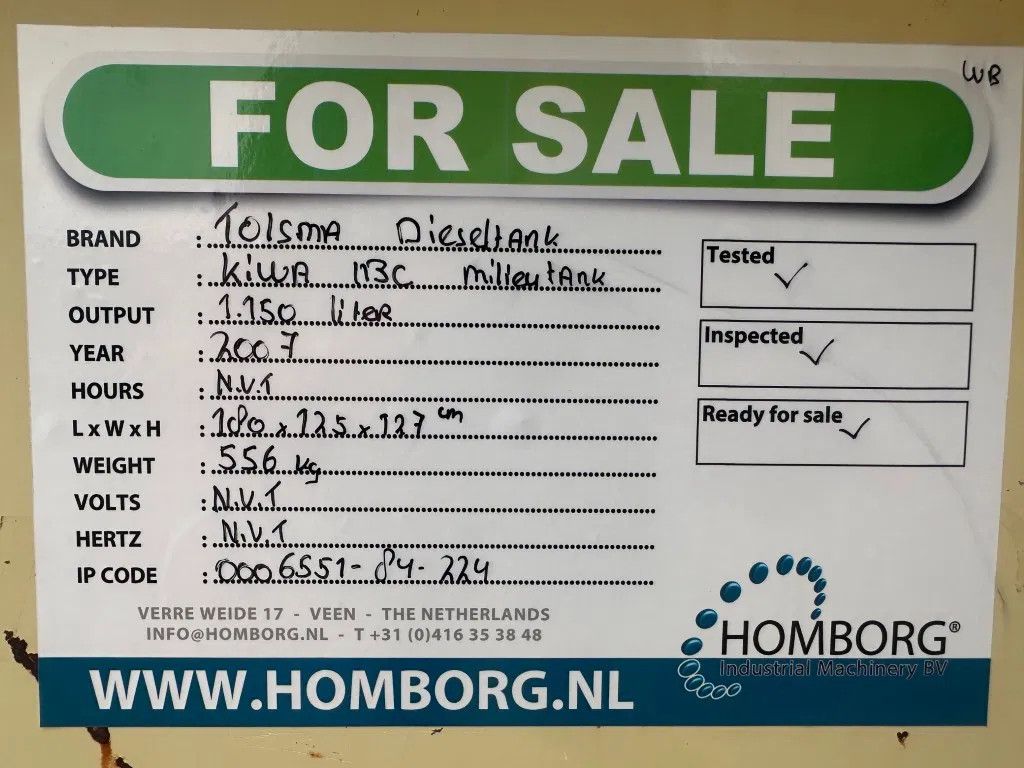 WB
FOR SALE
BRAND : TOlSMA DieseltANK
TYPE : KiWA IBC MilieutANK
OUTPUT : 1.150 liter
YEAR : 2007
HOURS : N.V.T
L x W x H : 180 x 125 x 127 cm
WEIGHT : 556 kg
VOLTS : N.V.T
HERTZ : N.V.T
IP CODE : 0006551-84-224
Tested ✓
Inspected ✓
Ready for sale ✓
VERRE WEIDE 17 - VEEN - THE NETHERLANDS
INFO@HOMBORG.NL - T +31 (0)416 35 38 48
HOMBORG®
Industrial Machinery BV
WWW.HOMBORG.NL